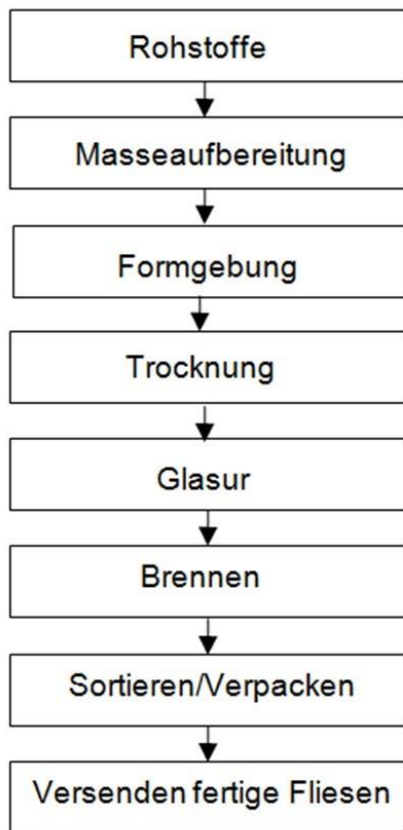 Rohstoffe
Masseaufbereitung
Formgebung
Trocknung
Glasur
Brennen
Sortieren/Verpacken
Versenden fertige Fliesen